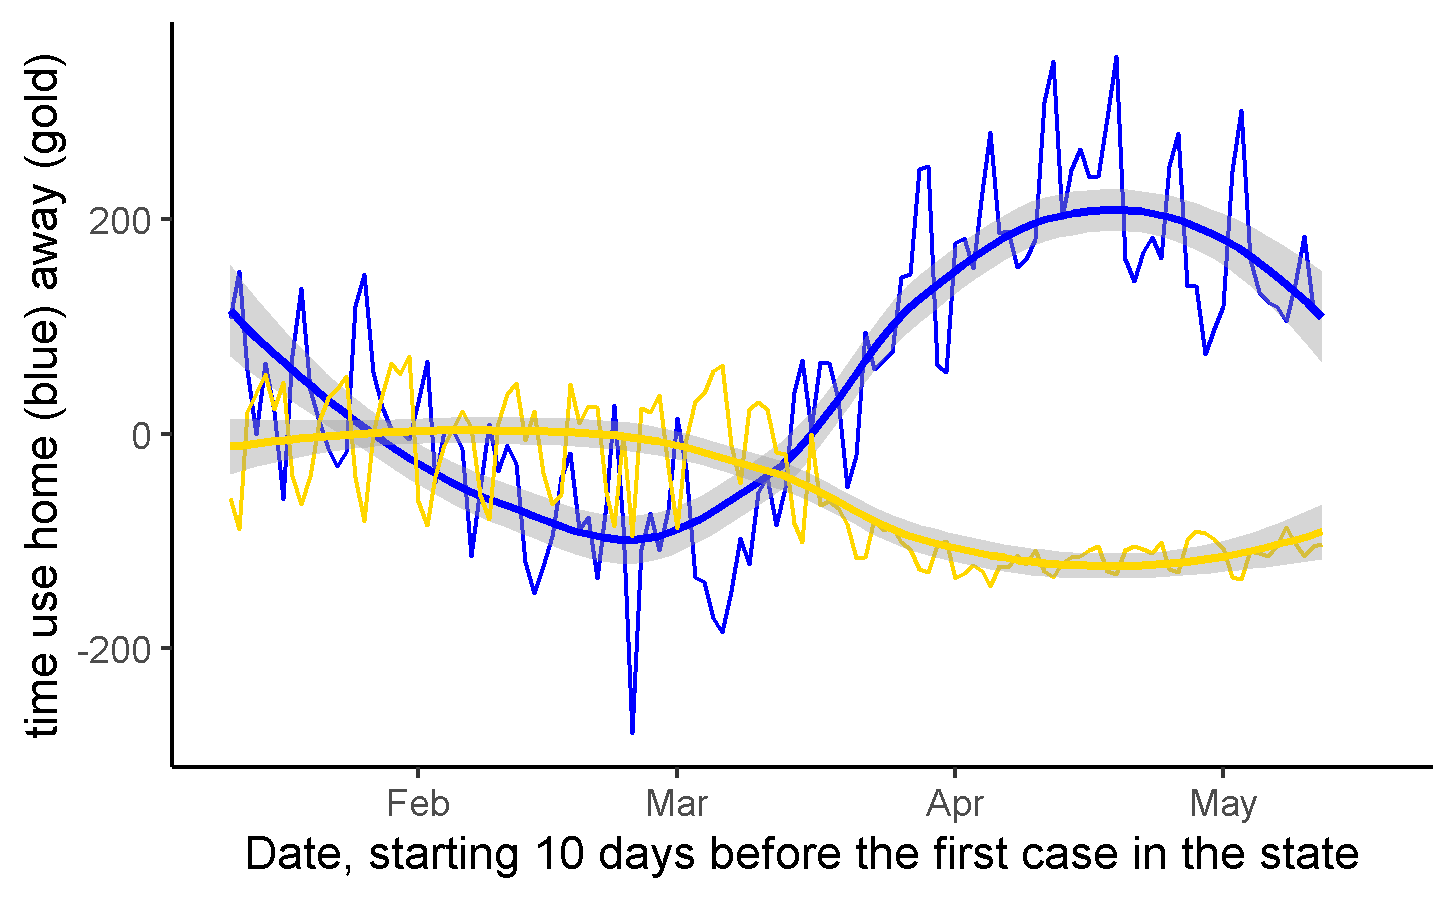 time use home (blue) away (gold)
200
0
-200
Feb
Mar
Apr
May
Date, starting 10 days before the first case in the state